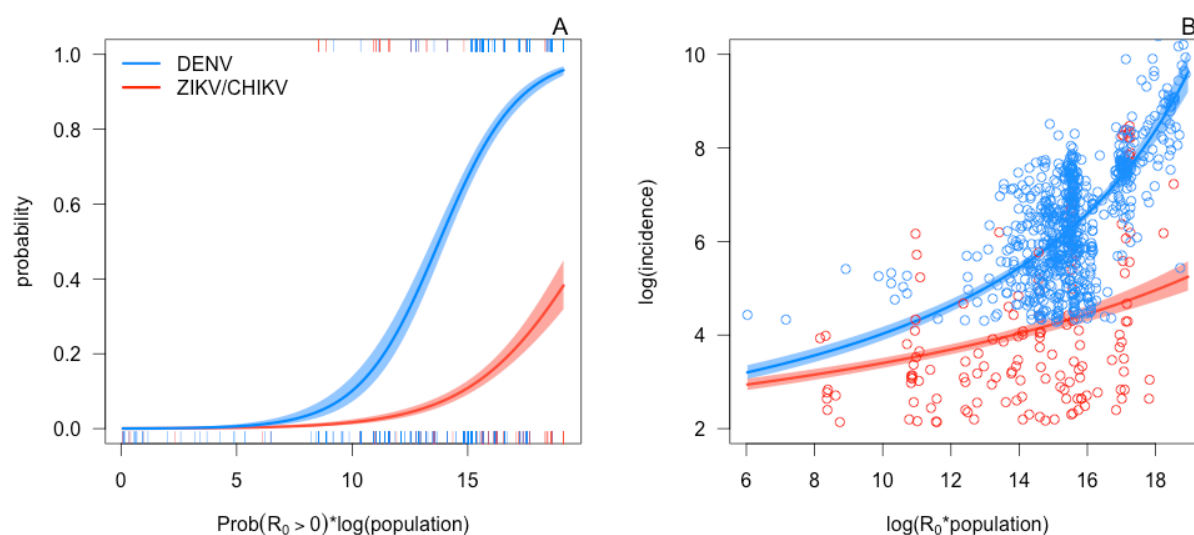 A
DENV
ZIKV/CHIKV
probability
1.0
0.8
0.6
0.4
0.2
0.0
0 5 10 15
Prob(R₀ > 0)*log(population)
B
log(incidence)
10
8
6
4
2
6 8 10 12 14 16 18
log(R₀*population)